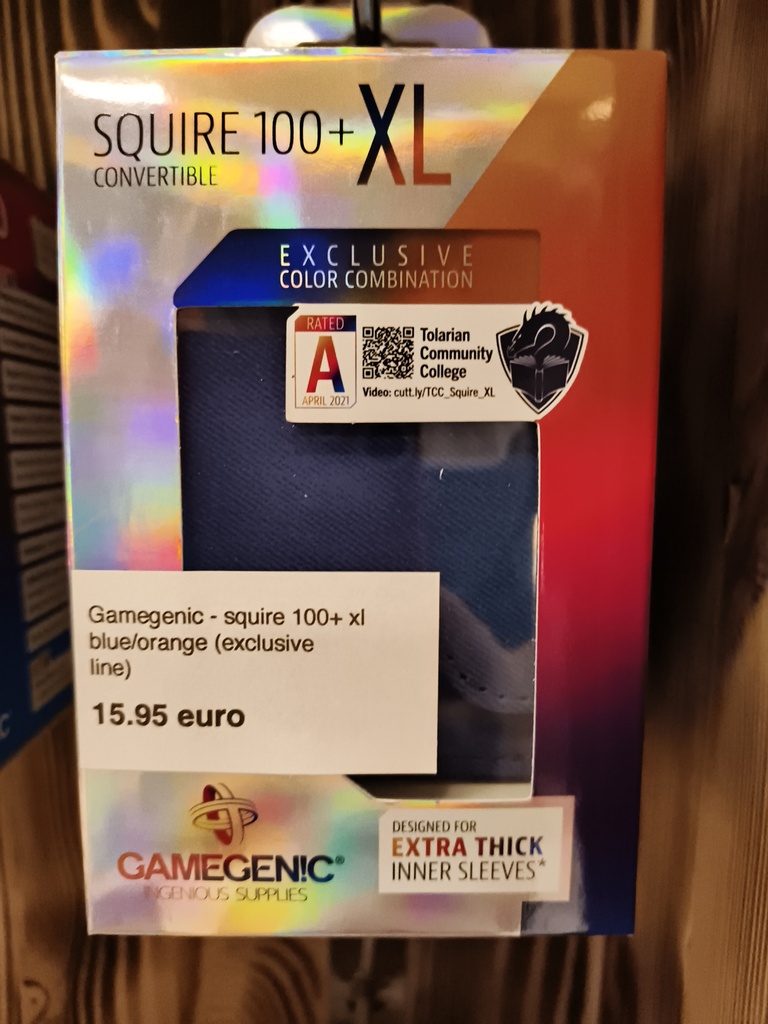 SQUIRE 100+ XL
CONVERTIBLE
EXCLUSIVE
COLOR COMBINATION
RATED
A
APRIL 2021
Tolarian
Community
College
Video: cutt.ly/TCC_Squire_XL
Gamegenic - squire 100+ xl
blue/orange (exclusive
line)
15.95 euro
GAMEGEN!C®
INGENIOUS SUPPLIES
DESIGNED FOR
EXTRA THICK
INNER SLEEVES*